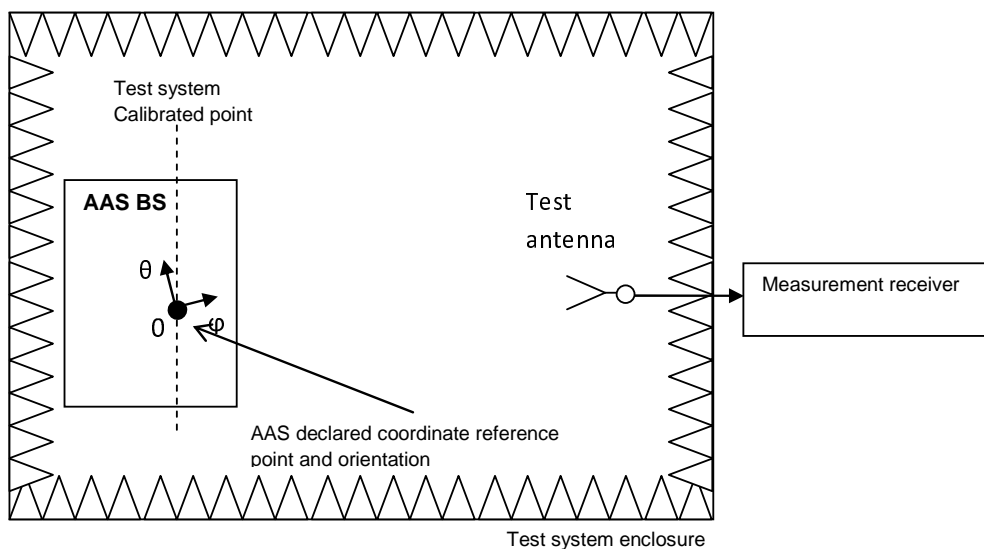 Test system
Calibrated point
AAS BS
θ
0
φ
Test
antenna
Measurement receiver
AAS declared coordinate reference
point and orientation
Test system enclosure